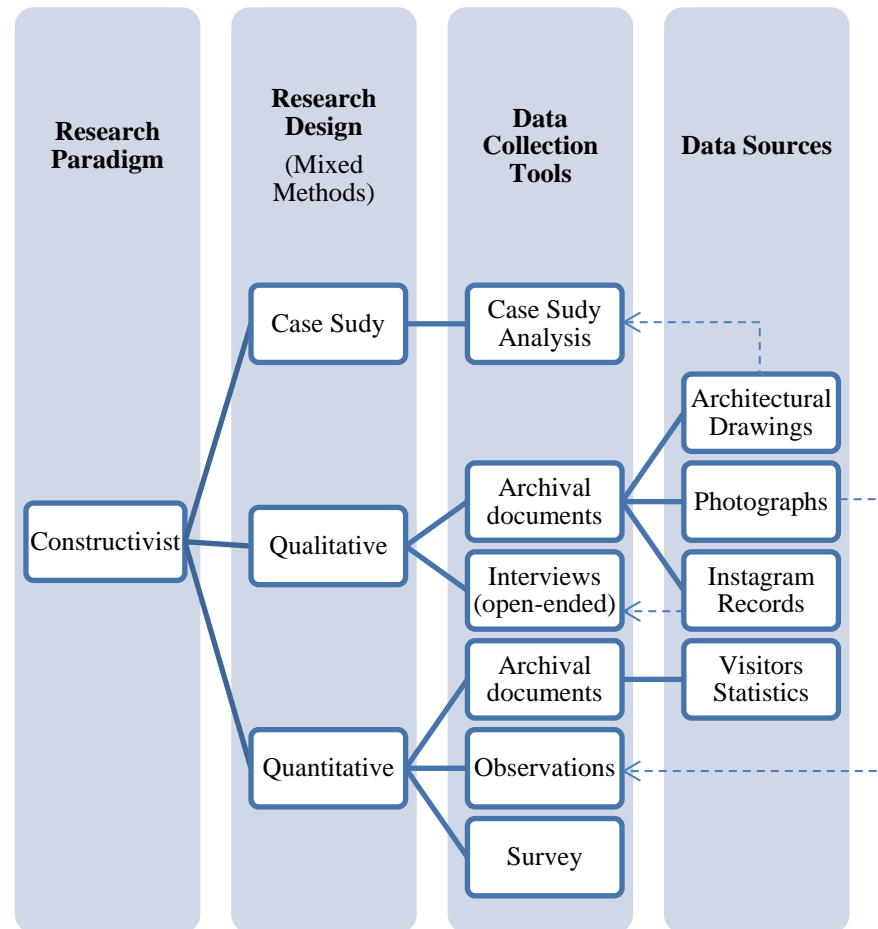 Research
Paradigm
Research
Design
(Mixed
Methods)
Data
Collection
Tools
Data Sources
Constructivist
Case Sudy
Qualitative
Quantitative
Case Sudy
Analysis
Archival
documents
Interviews
(open-ended)
Archival
documents
Observations
Survey
Architectural
Drawings
Photographs
Instagram
Records
Visitors
Statistics